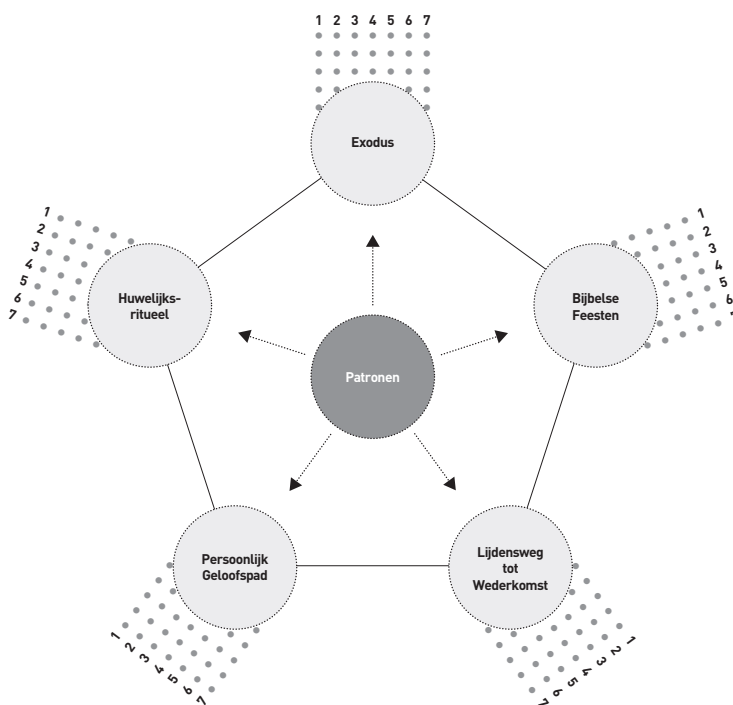 1 2 3 4 5 6 7
Exodus
1
2
3
4
5
6
7
Huwelijks-
ritueel
1
2
3
4
5
6
Bijbelse
Feesten
Patronen
Persoonlijk
Geloofspad
1 2 3 4 5 6 7
Lijdensweg
tot
Wederkomst
7 6 5 4 3 2 1